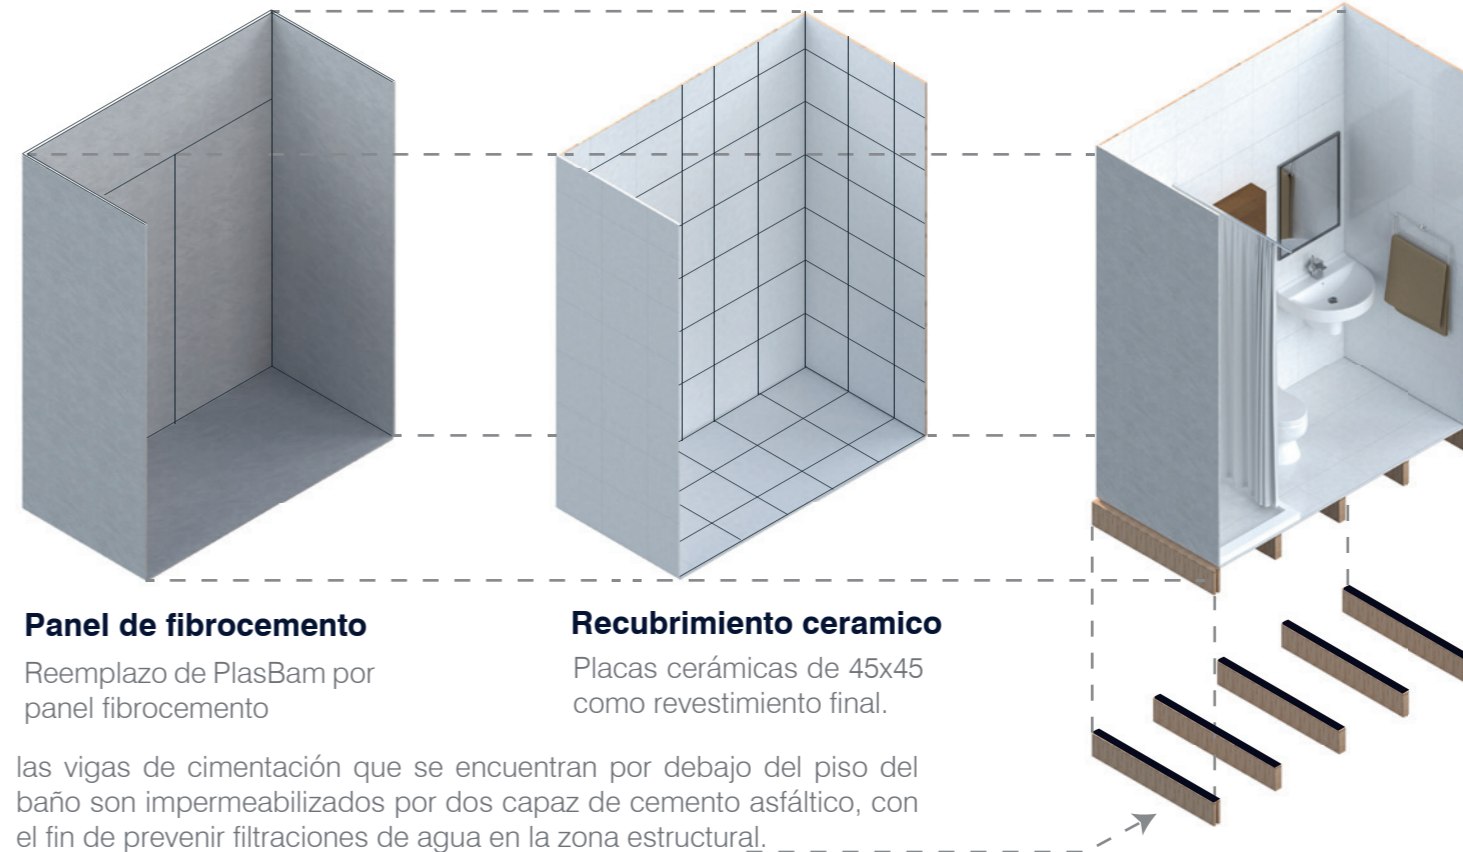 Panel de fibrocemento
Reemplazo de PlasBam por
panel fibrocemento
Recubrimiento ceramico
Placas cerámicas de 45x45
como revestimiento final.
las vigas de cimentación que se encuentran por debajo del piso del
baño son impermeabilizados por dos capaz de cemento asfáltico, con
el fin de prevenir filtraciones de agua en la zona estructural.